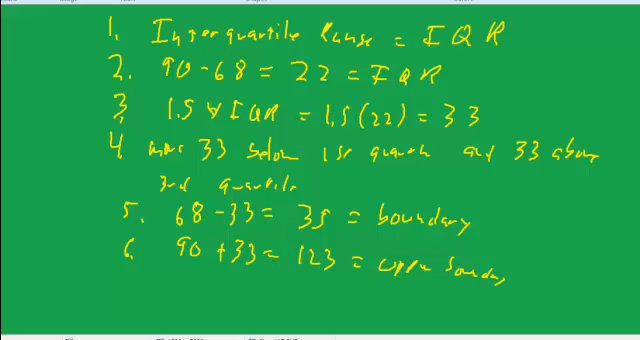 1. Interquartile Range = IQR
2. 90-68 = 22 = IQR
3. 1.5 x IQR = 1.5(22) = 33
4. 33 below 1st and 33 above
3rd quartile
5. 68-33 = 35 = boundary
6. 90+33 = 123 = upper boundary